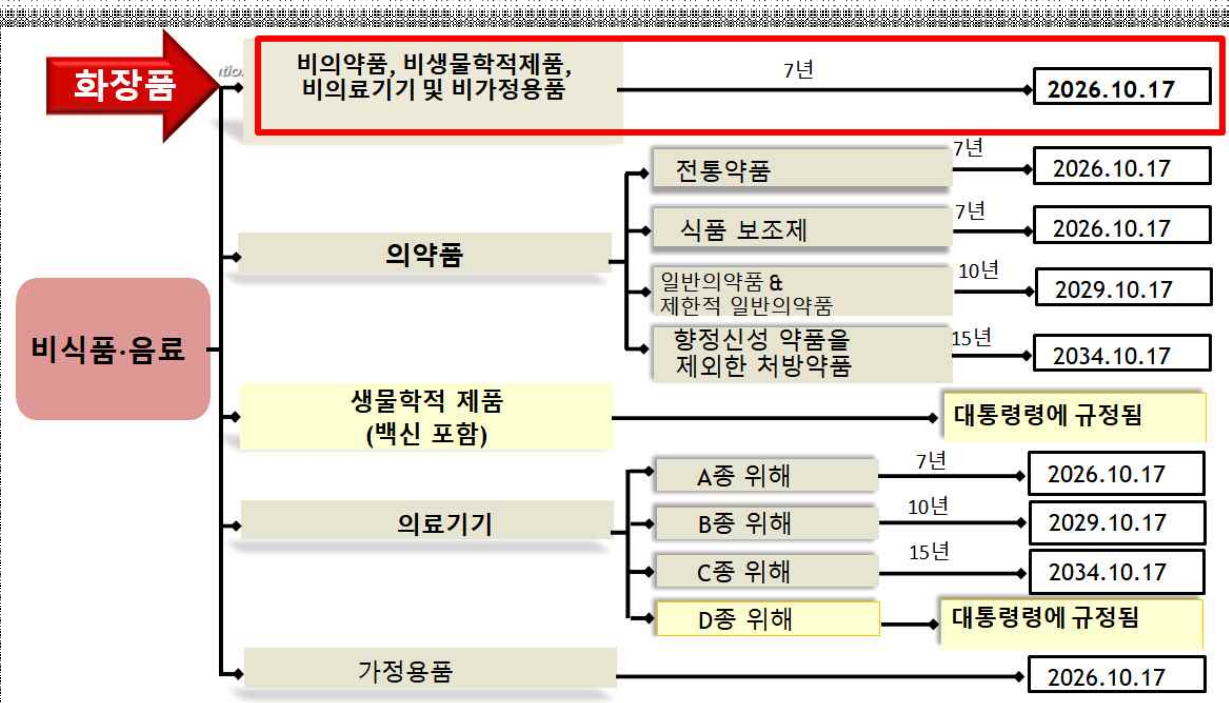 화장품
비의약품, 비생물학적제품,
비의료기기 및 비가정용품
7년
2026.10.17
비식품·음료
의약품
전통약품
7년
2026.10.17
식품 보조제
7년
2026.10.17
일반의약품 &
제한적 일반의약품
10년
2029.10.17
향정신성 약품을
제외한 처방약품
15년
2034.10.17
생물학적 제품
(백신 포함)
대통령령에 규정됨
의료기기
A종 위해
7년
2026.10.17
B종 위해
10년
2029.10.17
C종 위해
15년
2034.10.17
D종 위해
대통령령에 규정됨
가정용품
2026.10.17